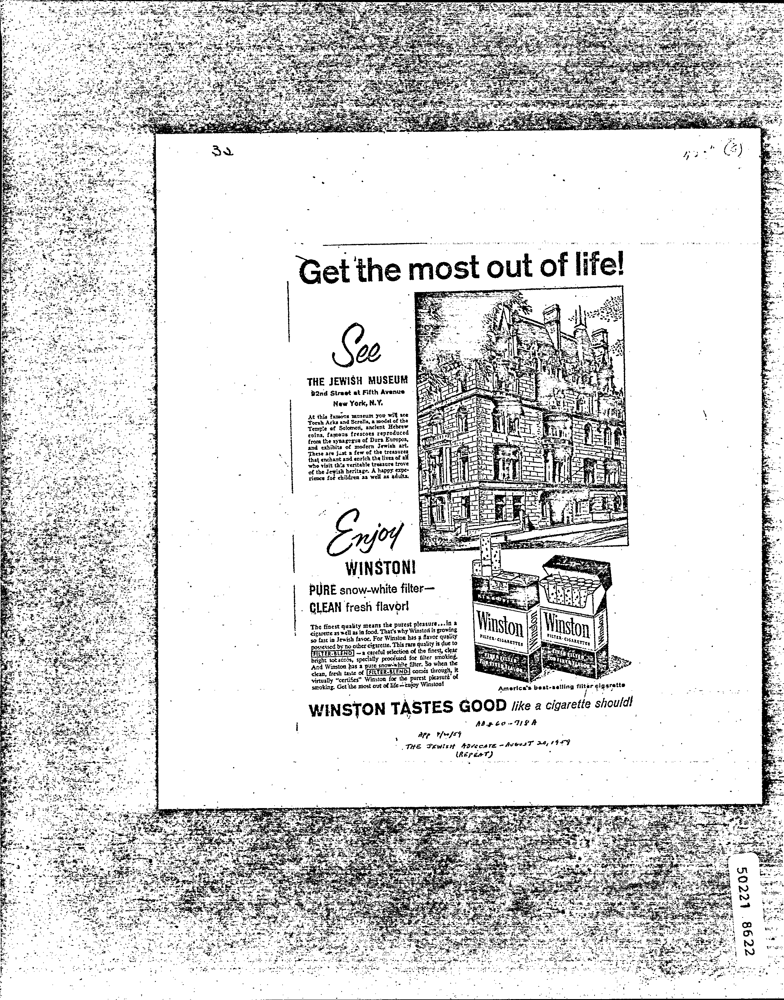 32
(3)
Get the most out of life!
See
THE JEWISH MUSEUM
92nd Street at Fifth Avenue
New York, N.Y.
At this famous museum you will see
Torah Arks and Scrolls, a model of the
Temple of Solomon, ancient Hebrew
coins, famous frescoes reproduced
from the synagogue of Dura Europos,
and exhibits of modern Jewish art.
These are just a few of the treasures
that enchant and enrich the lives of all
who visit this veritable treasure trove
of the Jewish heritage. A happy expe-
rience for children as well as adults.
Enjoy
WINSTON!
PURE snow-white filter—
CLEAN fresh flavor!
The finest quality means the purest pleasure...in a
cigarette as well as in food. That's why Winston is growing
so fast in Jewish favor. For Winston has a flavor quality
possessed by no other cigarette. This rare quality is due to
FILTER-BLEND — a careful selection of the finest, clear
bright tobaccos, specially processed for filter smoking.
And Winston has a pure snow-white filter. So when the
clean, fresh taste of FILTER-BLEND comes through, it
virtually "certifies" Winston for the purest pleasure of
smoking. Get the most out of life—enjoy Winston!
Winston
FILTER-CIGARETTES
Winston
FILTER-CIGARETTES
America's best-selling filter cigarette
WINSTON TASTES GOOD like a cigarette should!
THE JEWISH ADVOCATE - AUGUST 20, 1959
(REPEAT)
50221 8622